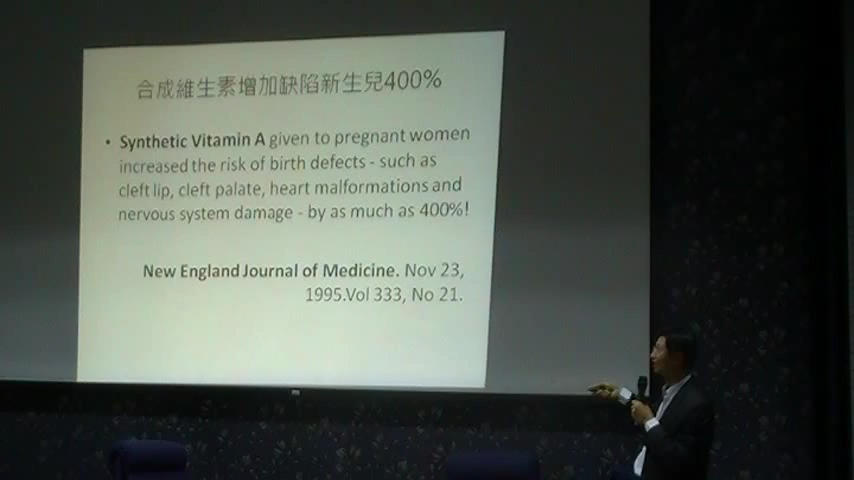 合成維生素增加缺陷新生兒400%
• Synthetic Vitamin A given to pregnant women
increased the risk of birth defects - such as
cleft lip, cleft palate, heart malformations and
nervous system damage - by as much as 400%!
New England Journal of Medicine. Nov 23,
1995.Vol 333, No 21.